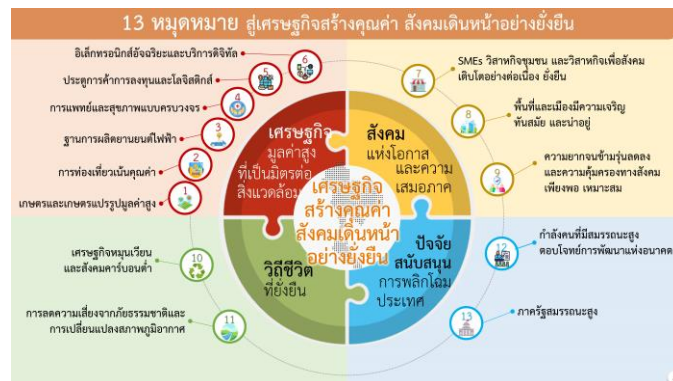 13 หมุดหมาย สู่เศรษฐกิจสร้างคุณค่า สังคมเดินหน้าอย่างยั่งยืน
อิเล็กทรอนิกส์อัจฉริยะและบริการดิจิทัล
6
ประตูการค้าการลงทุนและโลจิสติกส์
5
การแพทย์และสุขภาพแบบครบวงจร
4
ฐานการผลิตยานยนต์ไฟฟ้า
3
การท่องเที่ยวเน้นคุณค่า
2
เกษตรและเกษตรแปรรูปมูลค่าสูง
1
เศรษฐกิจ
มูลค่าสูง
ที่เป็นมิตรต่อ
สิ่งแวดล้อม
สังคม
แห่งโอกาส
และความ
เสมอภาค
7
SMEs วิสาหกิจชุมชน และวิสาหกิจเพื่อสังคม
เติบโตอย่างต่อเนื่อง ยั่งยืน
8
พื้นที่และเมืองมีความเจริญ
ทันสมัย และน่าอยู่
9
ความยากจนข้ามรุ่นลดลง
และความคุ้มครองทางสังคม
เพียงพอ เหมาะสม
เศรษฐกิจ
สร้างคุณค่า
สังคมเดินหน้า
อย่างยั่งยืน
วิถีชีวิต
ที่ยั่งยืน
ปัจจัย
สนับสนุน
การพลิกโฉม
ประเทศ
เศรษฐกิจหมุนเวียน
และสังคมคาร์บอนต่ำ
10
การลดความเสี่ยงจากภัยธรรมชาติและ
การเปลี่ยนแปลงสภาพภูมิอากาศ
11
12
กำลังคนที่มีสมรรถนะสูง
ตอบโจทย์การพัฒนาแห่งอนาคต
13
ภาครัฐสมรรถนะสูง